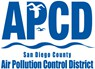 APCD
San Diego County
Air Pollution Control District